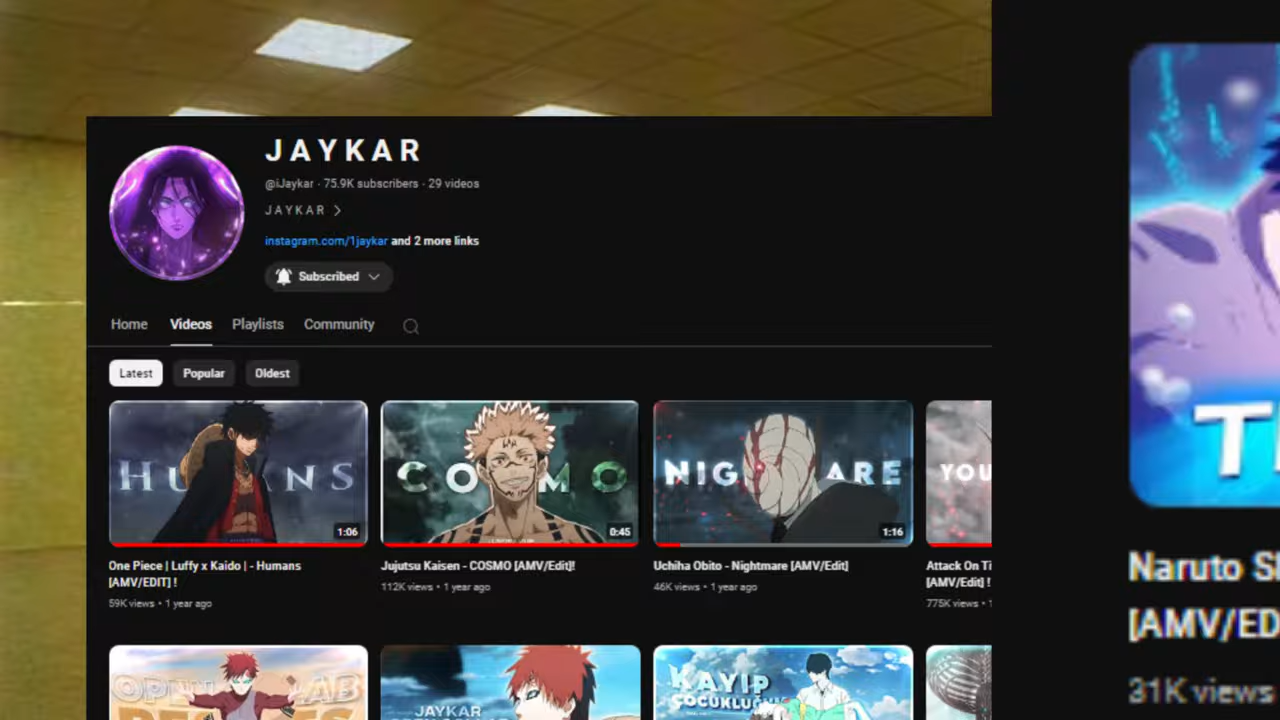 JAYKAR
@iJaykar · 75.9K subscribers · 29 videos
JAYKAR >
instagram.com/1jaykar and 2 more links
Subscribed
Home Videos Playlists Community
Latest Popular Oldest
HUMANS
1:06
COSMO
0:45
NIGHTMARE
1:16
YOU
One Piece | Luffy x Kaido | - Humans
[AMV/EDIT] !
59K views • 1 year ago
Jujutsu Kaisen - COSMO [AMV/Edit]!
112K views • 1 year ago
Uchiha Obito - Nightmare [AMV/Edit]
46K views • 1 year ago
Attack On Ti
[AMV/Edit] !
775K views • 1
JAYKAR
KAYIP
ÇOCUKLUĞU
Naruto S
[AMV/ED
31K views